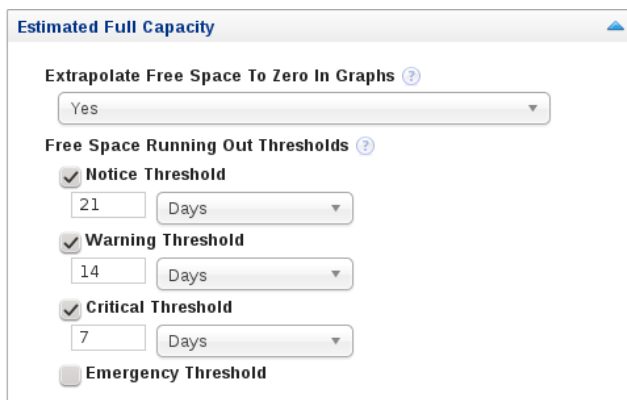 Estimated Full Capacity
Extrapolate Free Space To Zero In Graphs ?
Yes
Free Space Running Out Thresholds ?
Notice Threshold
21 Days
Warning Threshold
14 Days
Critical Threshold
7 Days
Emergency Threshold